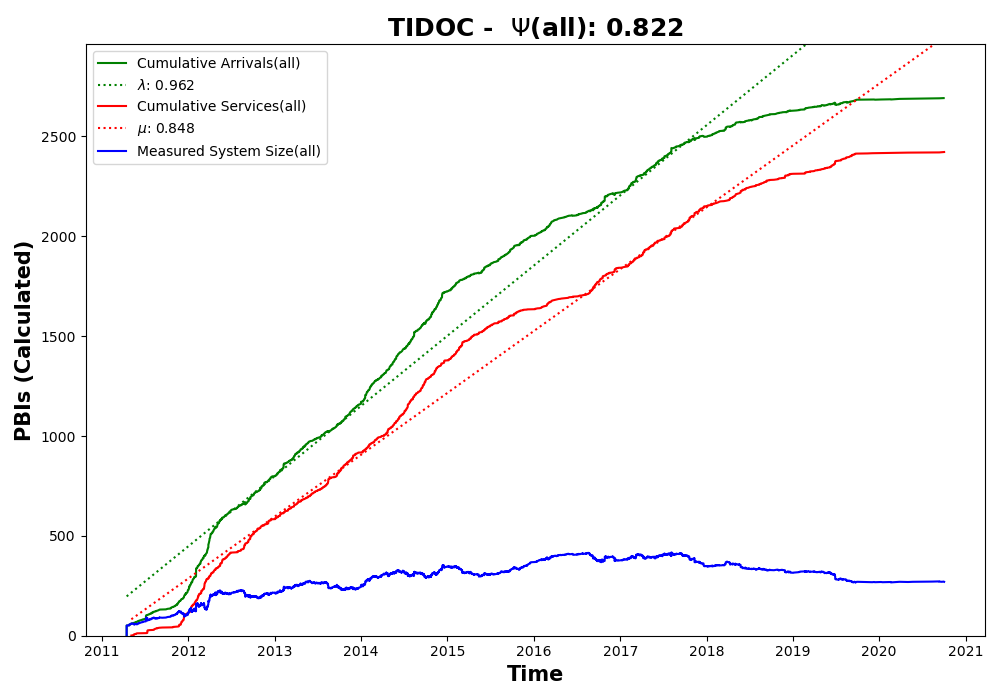 TIDOC - Ψ(all): 0.822
Cumulative Arrivals(all)
λ: 0.962
Cumulative Services(all)
μ: 0.848
Measured System Size(all)
PBIs (Calculated)
2500
2000
1500
1000
500
0
2011 2012 2013 2014 2015 2016 2017 2018 2019 2020 2021
Time